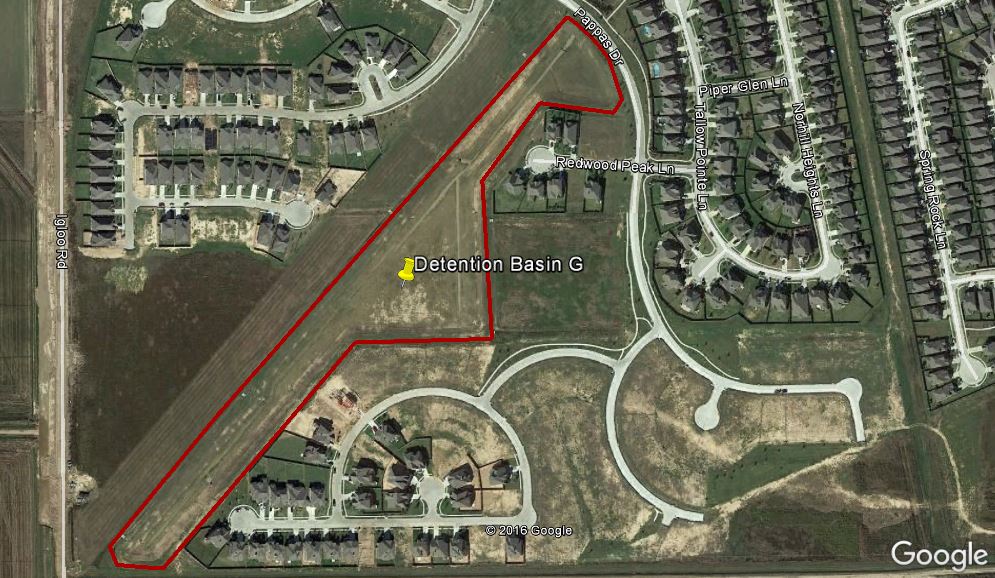 Pappas Dr
Piper Glen Ln
Tallow Pointe Ln
Norhill Heights Ln
Redwood Peak Ln
Spring Rock Ln
Igloo Rd
Detention Basin G
© 2016 Google
Google